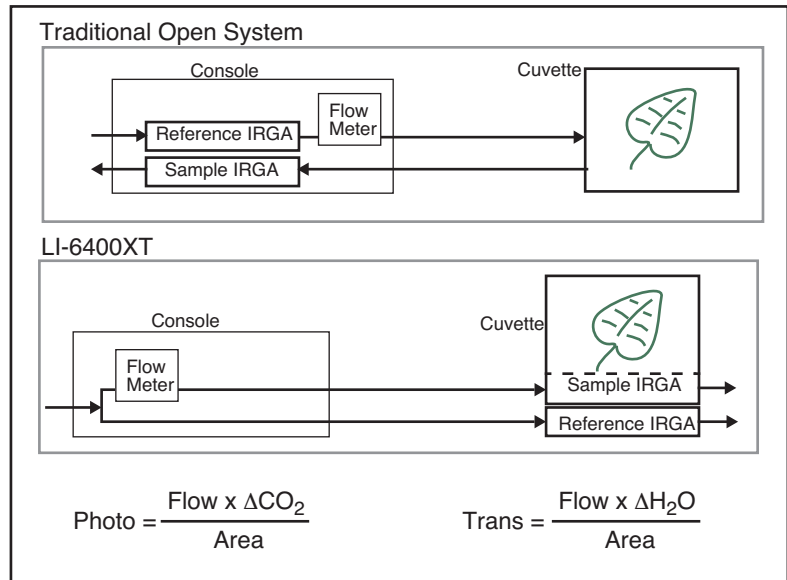 Traditional Open System
Console
Cuvette
Flow
Meter
Reference IRGA
Sample IRGA
LI-6400XT
Console
Cuvette
Flow
Meter
Sample IRGA
Reference IRGA
Photo = Flow x ΔCO₂ / Area
Trans = Flow x ΔH₂O / Area